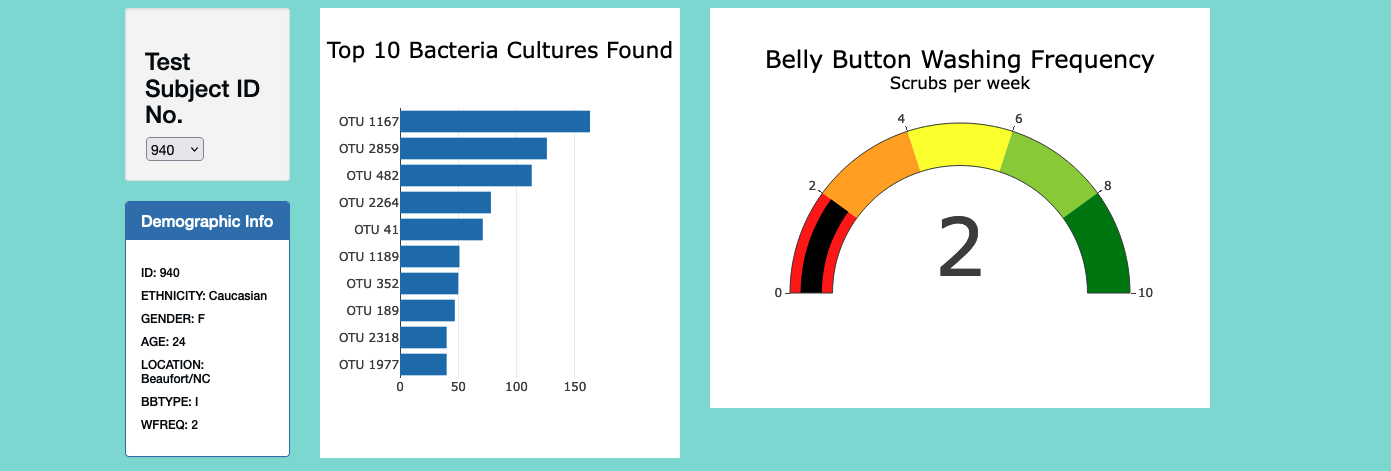 Test
Subject ID
No.
940
Demographic Info
ID: 940
ETHNICITY: Caucasian
GENDER: F
AGE: 24
LOCATION:
Beaufort/NC
BBTYPE: I
WFREQ: 2
Top 10 Bacteria Cultures Found
OTU 1167
OTU 2859
OTU 482
OTU 2264
OTU 41
OTU 1189
OTU 352
OTU 189
OTU 2318
OTU 1977
0 50 100 150
Belly Button Washing Frequency
Scrubs per week
4 6
2 8
2
0 10